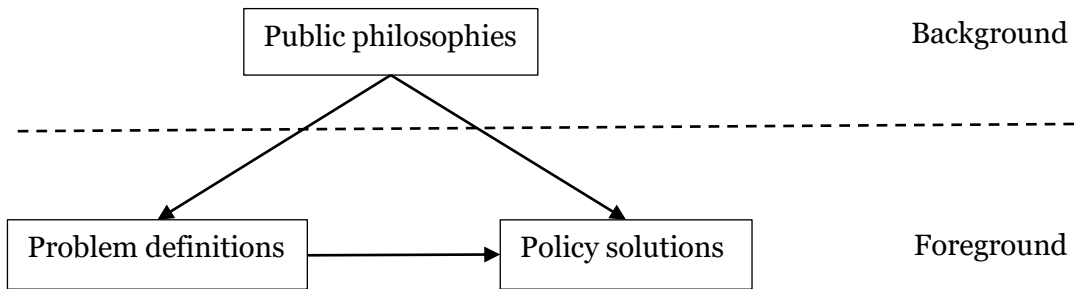 Public philosophies
Background
Problem definitions
Policy solutions
Foreground